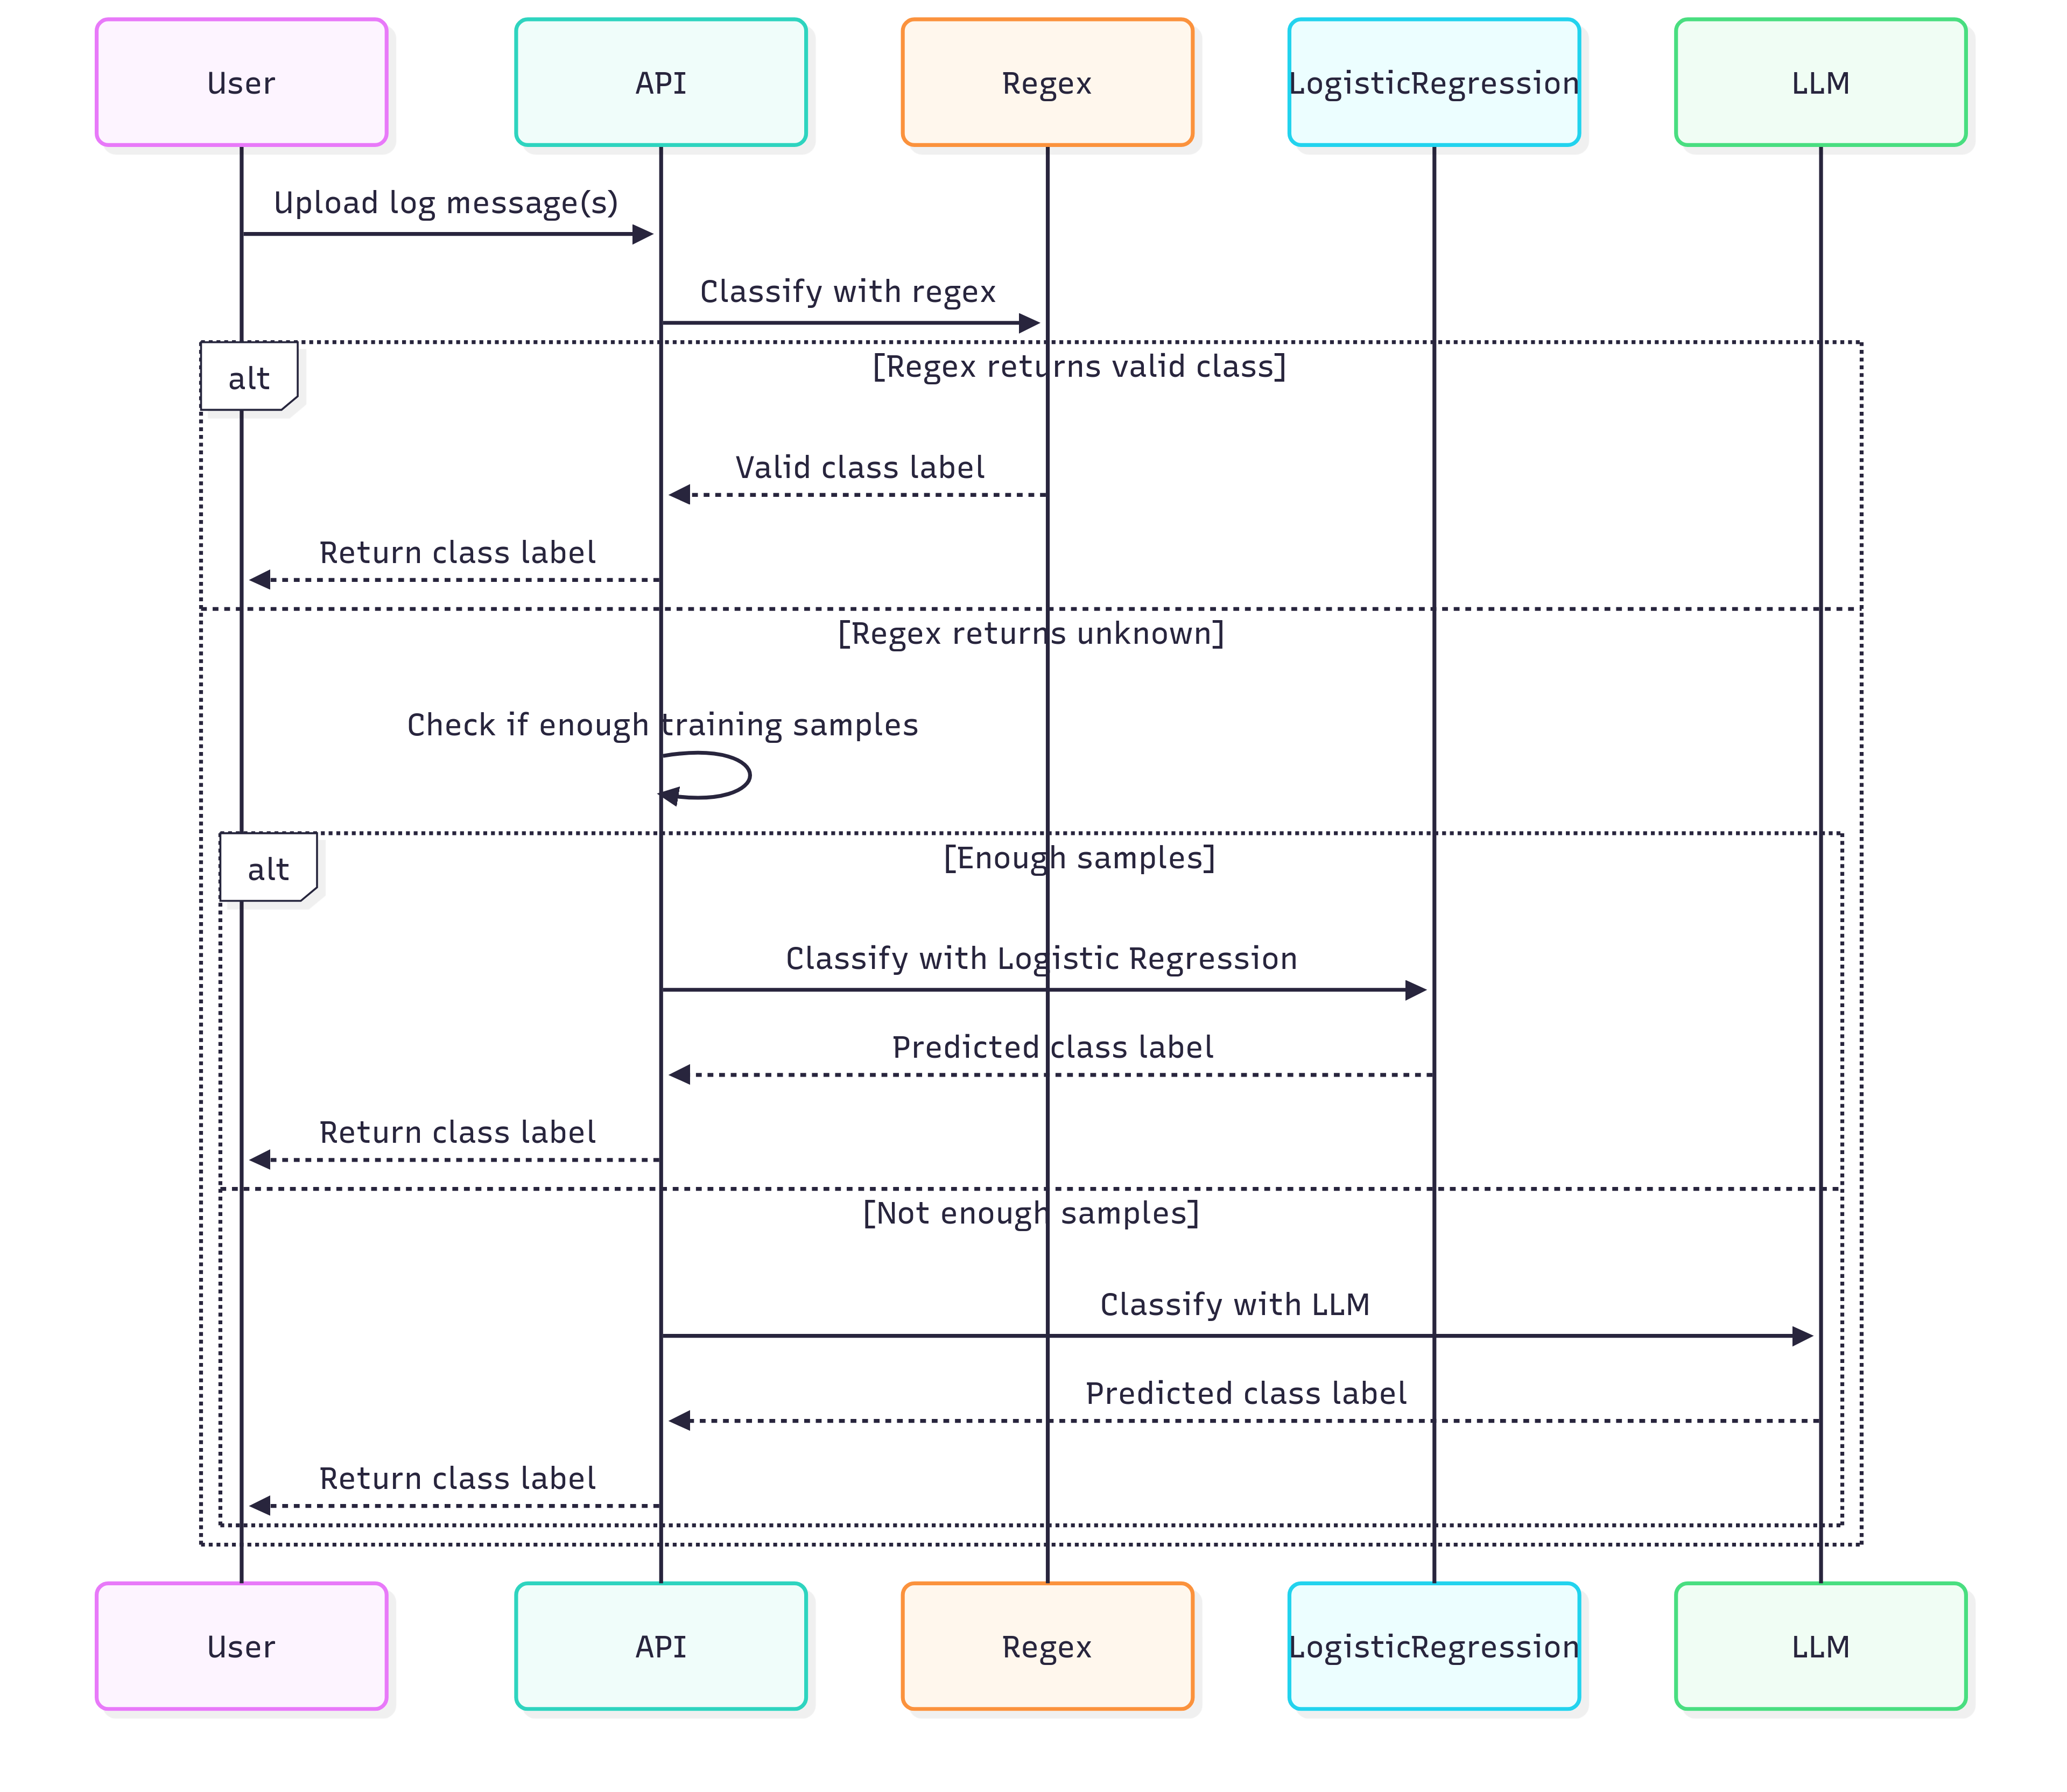 User
API
Regex
LogisticRegression
LLM
Upload log message(s)
Classify with regex
alt
[Regex returns valid class]
Valid class label
Return class label
[Regex returns unknown]
Check if enough training samples
alt
[Enough samples]
Classify with Logistic Regression
Predicted class label
Return class label
[Not enough samples]
Classify with LLM
Predicted class label
Return class label
User
API
Regex
LogisticRegression
LLM